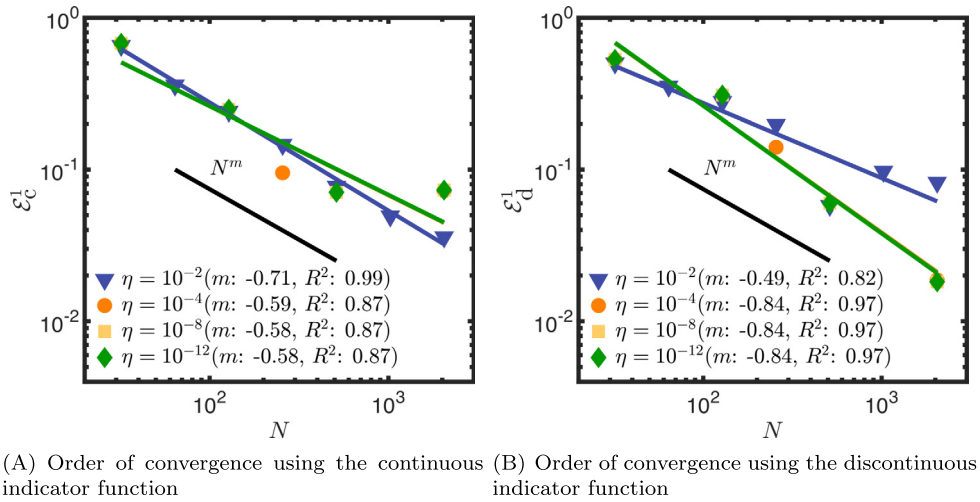 10^0
10^-1
10^-2
ℰ_c^1
N^m
η = 10^-2(m: -0.71, R^2: 0.99)
η = 10^-4(m: -0.59, R^2: 0.87)
η = 10^-8(m: -0.58, R^2: 0.87)
η = 10^-12(m: -0.58, R^2: 0.87)
10^2 10^3
N
(A) Order of convergence using the continuous
indicator function
10^0
10^-1
10^-2
ℰ_d^1
N^m
η = 10^-2(m: -0.49, R^2: 0.82)
η = 10^-4(m: -0.84, R^2: 0.97)
η = 10^-8(m: -0.84, R^2: 0.97)
η = 10^-12(m: -0.84, R^2: 0.97)
10^2 10^3
N
(B) Order of convergence using the discontinuous
indicator function